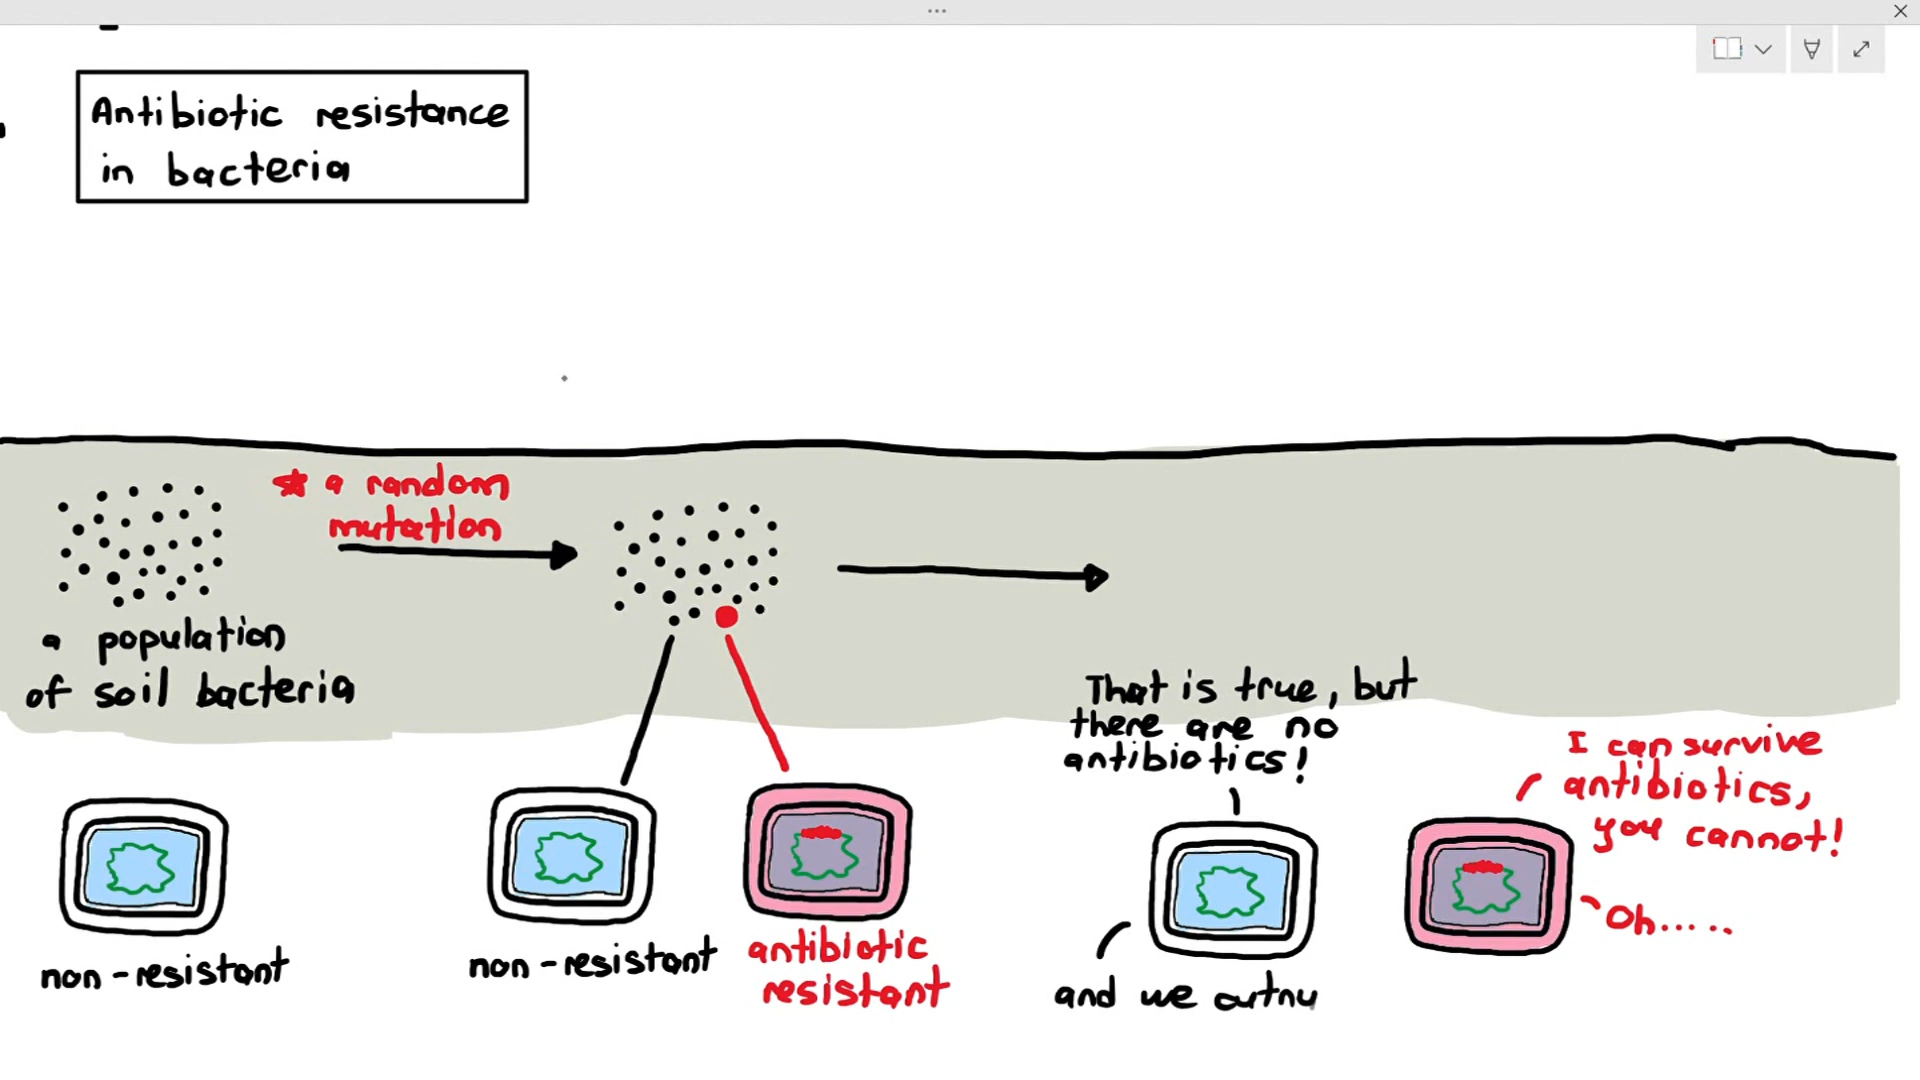 Antibiotic resistance
in bacteria
* a random
mutation
a population
of soil bacteria
That is true, but
there are no
antibiotics!
I can survive
antibiotics,
you cannot!
Oh.....
non-resistant
non-resistant
antibiotic
resistant
and we outnu